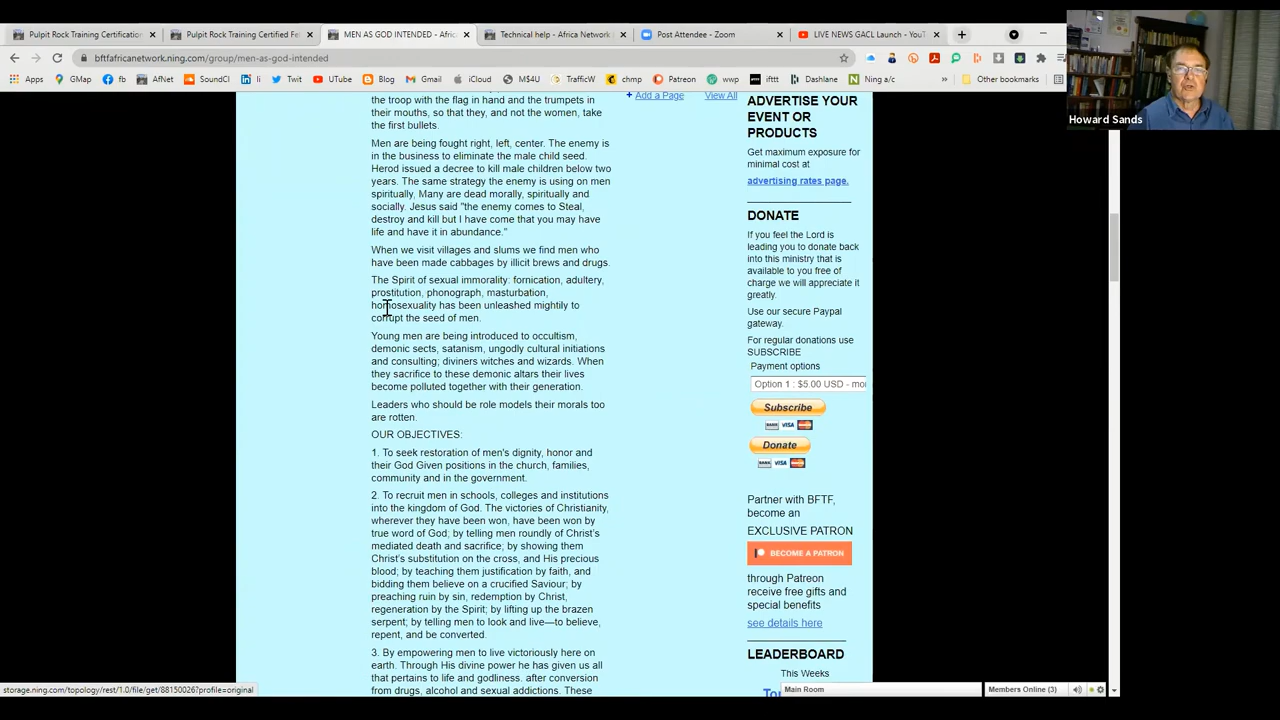 Pulpit Rock Training Certification
Pulpit Rock Training Certified Fel
MEN AS GOD INTENDED - Afric
Technical help - Africa Network
Post Attendee - Zoom
LIVE NEWS GACL Launch - YouT
bftfafricanetwork.ning.com/group/men-as-god-intended
Apps
GMap
fb
AfNet
SoundCl
li
Twitter
UTube
Blog
Gmail
iCloud
M$4U
TrafficW
chmp
Patreon
wwp
ifttt
Dashlane
Ning a/c
»
Other bookmarks
Howard Sands
the troop with the flag in hand and the trumpets in
their mouths, so that they, and not the women, take
the first bullets.
Men are being fought right, left, center. The enemy is
in the business to eliminate the male child seed.
Herod issued a decree to kill male children below two
years. The same strategy the enemy is using on men
spiritually, Many are dead morally, spiritually and
socially. Jesus said "the enemy comes to Steal,
destroy and kill but I have come that you may have
life and have it in abundance."
When we visit villages and slums we find men who
have been made cabbages by illicit brews and drugs.
The Spirit of sexual immorality: fornication, adultery,
prostitution, phonograph, masturbation,
homosexuality has been unleashed mightily to
corrupt the seed of men.
Young men are being introduced to occultism,
demonic sects, satanism, ungodly cultural initiations
and consulting; diviners witches and wizards. When
they sacrifice to these demonic altars their lives
become polluted together with their generation.
Leaders who should be role models their morals too
are rotten.
OUR OBJECTIVES:
1. To seek restoration of men's dignity, honor and
their God Given positions in the church, families,
community and in the government.
2. To recruit men in schools, colleges and institutions
into the kingdom of God. The victories of Christianity,
wherever they have been won, have been won by
true word of God; by telling men roundly of Christ's
mediated death and sacrifice; by showing them
Christ's substitution on the cross, and His precious
blood; by teaching them justification by faith, and
bidding them believe on a crucified Saviour; by
preaching ruin by sin, redemption by Christ,
regeneration by the Spirit; by lifting up the brazen
serpent; by telling men to look and live—to believe,
repent, and be converted.
3. By empowering men to live victoriously here on
earth. Through His divine power he has given us all
that pertains to life and godliness. after conversion
from drugs, alcohol and sexual addictions. These
+ Add a Page
View All
ADVERTISE YOUR
EVENT OR
PRODUCTS
Get maximum exposure for
minimal cost at
advertising rates page.
DONATE
If you feel the Lord is
leading you to donate back
into this ministry that is
available to you free of
charge we will appreciate it
greatly.
Use our secure Paypal
gateway.
For regular donations use
SUBSCRIBE
Payment options
Option 1 : $5.00 USD - mon
Subscribe
VISA
Donate
VISA
Partner with BFTF,
become an
EXCLUSIVE PATRON
BECOME A PATRON
through Patreon
receive free gifts and
special benefits
see details here
LEADERBOARD
This Weeks
To
Main Room
Members Online (3)
storage.ning.com/topology/rest/1.0/file/get/88150026?profile=original